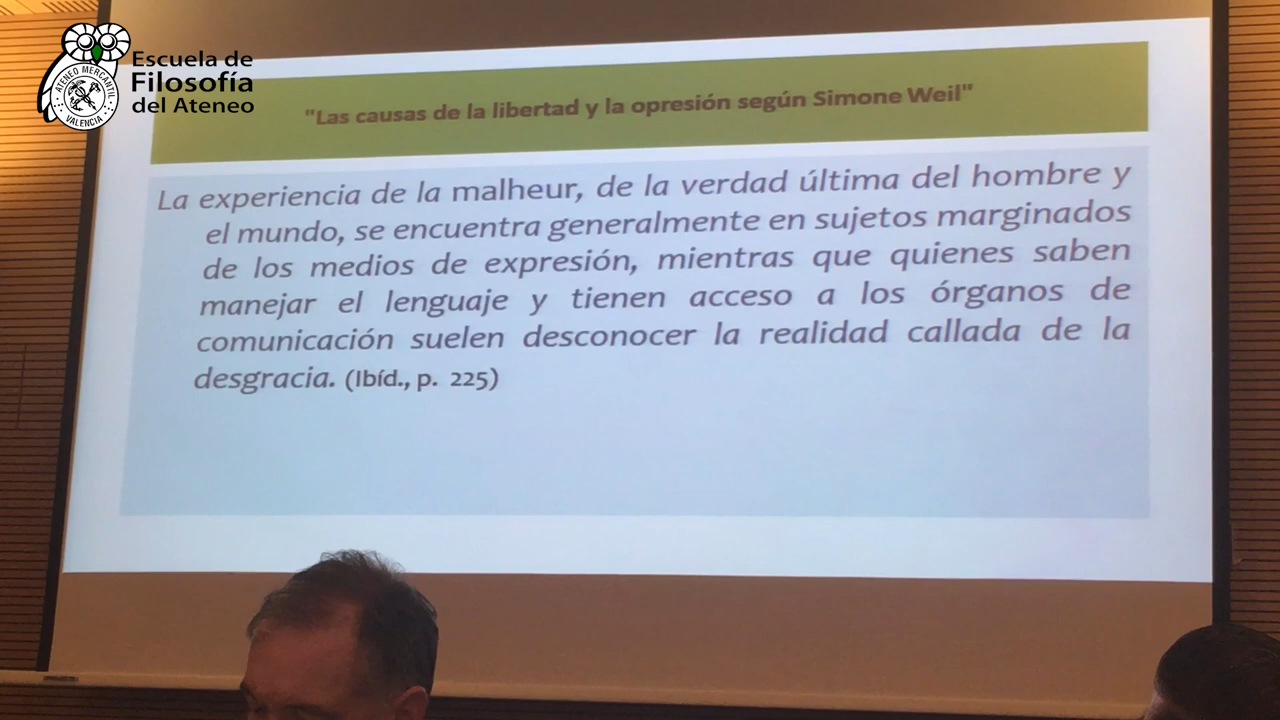 Escuela de
Filosofía
del Ateneo
ATENEO MERCANTIL
VALENCIA
"Las causas de la libertad y la opresión según Simone Weil"
La experiencia de la malheur, de la verdad última del hombre y
el mundo, se encuentra generalmente en sujetos marginados
de los medios de expresión, mientras que quienes saben
manejar el lenguaje y tienen acceso a los órganos de
comunicación suelen desconocer la realidad callada de la
desgracia. (Ibíd., p. 225)